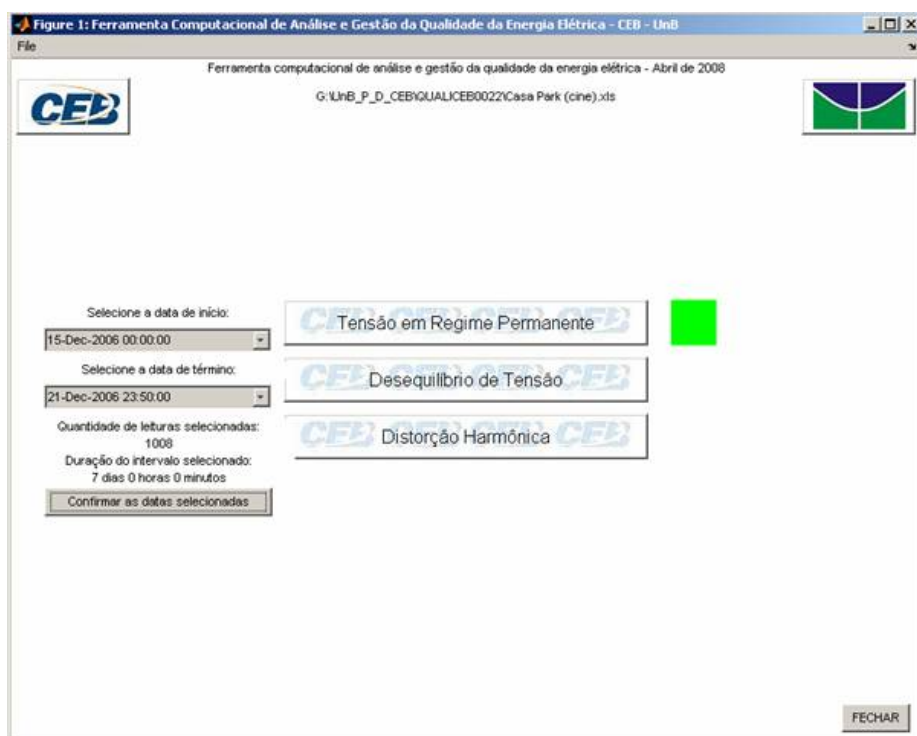 Figure 1: Ferramenta Computacional de Análise e Gestão da Qualidade da Energia Elétrica - CEB - UnB
File
Ferramenta computacional de análise e gestão da qualidade da energia elétrica - Abril de 2008
G:\UnB_P_D_CEB\QUALICEB0022\Casa Park (cine).xls
CEB
Selecione a data de início:
15-Dec-2006 00:00:00
Selecione a data de término:
21-Dec-2006 23:50:00
Quantidade de leituras selecionadas:
1008
Duração do intervalo selecionado:
7 dias 0 horas 0 minutos
Confirmar as datas selecionadas
Tensão em Regime Permanente
Desequilíbrio de Tensão
Distorção Harmônica
FECHAR